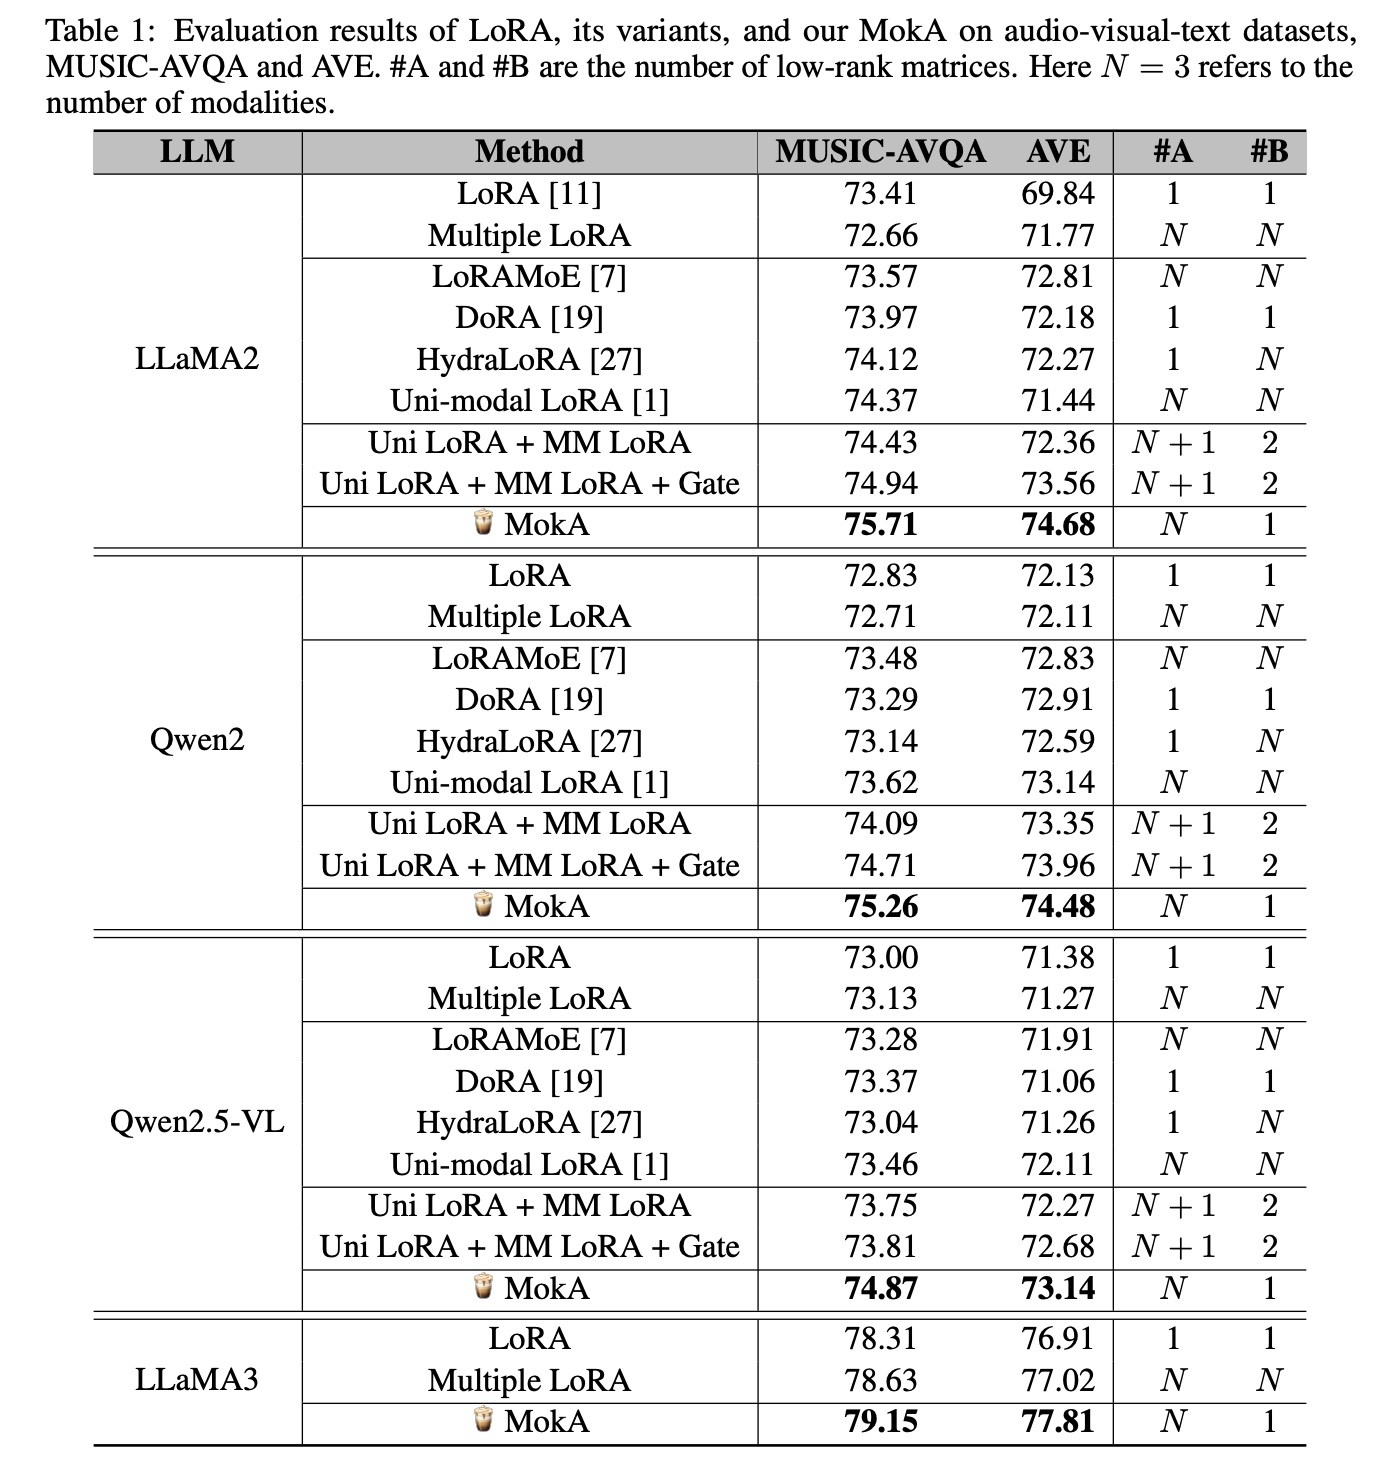 Table 1: Evaluation results of LoRA, its variants, and our MokA on audio-visual-text datasets,
MUSIC-AVQA and AVE. #A and #B are the number of low-rank matrices. Here N = 3 refers to the
number of modalities.
LLM Method MUSIC-AVQA AVE #A #B
LoRA [11] 73.41 69.84 1 1
Multiple LoRA 72.66 71.77 N N
LoRAMoE [7] 73.57 72.81 N N
DoRA [19] 73.97 72.18 1 1
LLaMA2 HydraLoRA [27] 74.12 72.27 1 N
Uni-modal LoRA [1] 74.37 71.44 N N
Uni LoRA + MM LoRA 74.43 72.36 N + 1 2
Uni LoRA + MM LoRA + Gate 74.94 73.56 N + 1 2
MokA 75.71 74.68 N 1
LoRA 72.83 72.13 1 1
Multiple LoRA 72.71 72.11 N N
LoRAMoE [7] 73.48 72.83 N N
DoRA [19] 73.29 72.91 1 1
Qwen2 HydraLoRA [27] 73.14 72.59 1 N
Uni-modal LoRA [1] 73.62 73.14 N N
Uni LoRA + MM LoRA 74.09 73.35 N + 1 2
Uni LoRA + MM LoRA + Gate 74.71 73.96 N + 1 2
MokA 75.26 74.48 N 1
LoRA 73.00 71.38 1 1
Multiple LoRA 73.13 71.27 N N
LoRAMoE [7] 73.28 71.91 N N
DoRA [19] 73.37 71.06 1 1
Qwen2.5-VL HydraLoRA [27] 73.04 71.26 1 N
Uni-modal LoRA [1] 73.46 72.11 N N
Uni LoRA + MM LoRA 73.75 72.27 N + 1 2
Uni LoRA + MM LoRA + Gate 73.81 72.68 N + 1 2
MokA 74.87 73.14 N 1
LoRA 78.31 76.91 1 1
LLaMA3 Multiple LoRA 78.63 77.02 N N
MokA 79.15 77.81 N 1